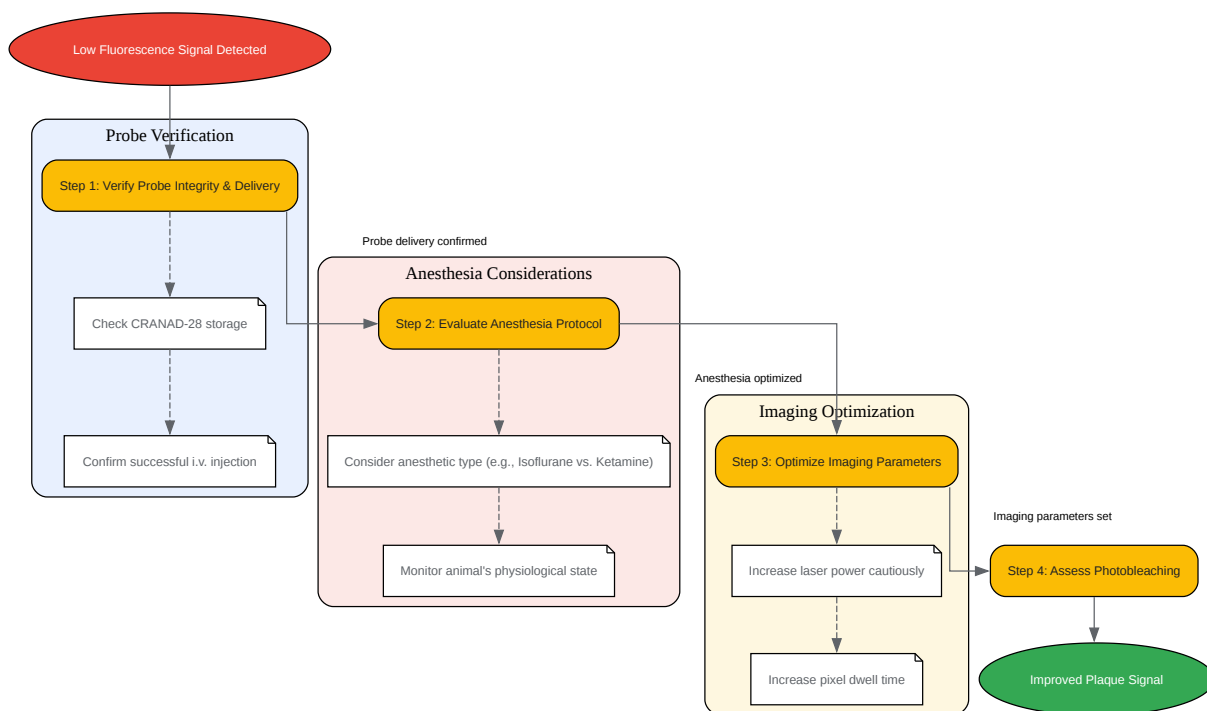 Low Fluorescence Signal Detected
Probe Verification
Step 1: Verify Probe Integrity & Delivery
Check CRANAD-28 storage
Confirm successful i.v. injection
Probe delivery confirmed
Anesthesia Considerations
Step 2: Evaluate Anesthesia Protocol
Consider anesthetic type (e.g., Isoflurane vs. Ketamine)
Monitor animal's physiological state
Anesthesia optimized
Imaging Optimization
Step 3: Optimize Imaging Parameters
Increase laser power cautiously
Increase pixel dwell time
Imaging parameters set
Step 4: Assess Photobleaching
Improved Plaque Signal